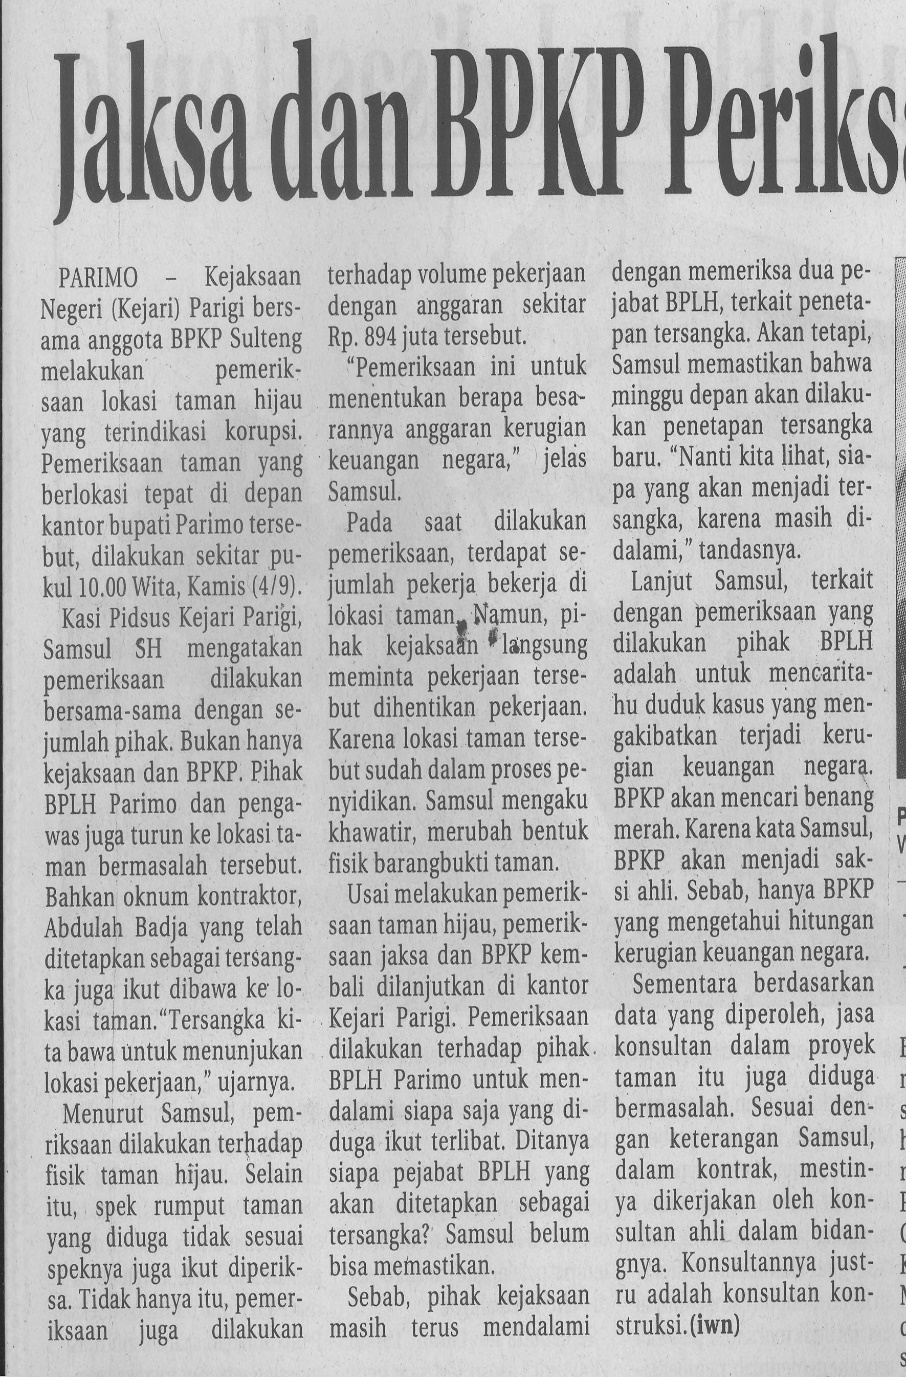 Jaksa dan BPKP Periks
PARIMO – Kejaksaan
Negeri (Kejari) Parigi bers-
ama anggota BPKP Sulteng
melakukan pemerik-
saan lokasi taman hijau
yang terindikasi korupsi.
Pemeriksaan taman yang
berlokasi tepat di depan
kantor bupati Parimo terse-
but, dilakukan sekitar pu-
kul 10.00 Wita, Kamis (4/9).
Kasi Pidsus Kejari Parigi,
Samsul SH mengatakan
pemeriksaan dilakukan
bersama-sama dengan se-
jumlah pihak. Bukan hanya
kejaksaan dan BPKP. Pihak
BPLH Parimo dan penga-
was juga turun ke lokasi ta-
man bermasalah tersebut.
Bahkan oknum kontraktor,
Abdulah Badja yang telah
ditetapkan sebagai tersang-
ka juga ikut dibawa ke lo-
kasi taman.“Tersangka ki-
ta bawa untuk menunjukan
lokasi pekerjaan,” ujarnya.
Menurut Samsul, pem-
riksaan dilakukan terhadap
fisik taman hijau. Selain
itu, spek rumput taman
yang diduga tidak sesuai
speknya juga ikut diperik-
sa. Tidak hanya itu, pemer-
iksaan juga dilakukan
terhadap volume pekerjaan
dengan anggaran sekitar
Rp. 894 juta tersebut.
“Pemeriksaan ini untuk
menentukan berapa besa-
rannya anggaran kerugian
keuangan negara,” jelas
Samsul.
Pada saat dilakukan
pemeriksaan, terdapat se-
jumlah pekerja bekerja di
lokasi taman. Namun, pi-
hak kejaksaan langsung
meminta pekerjaan terse-
but dihentikan pekerjaan.
Karena lokasi taman terse-
but sudah dalam proses pe-
nyidikan. Samsul mengaku
khawatir, merubah bentuk
fisik barangbukti taman.
Usai melakukan pemerik-
saan taman hijau, pemerik-
saan jaksa dan BPKP kem-
bali dilanjutkan di kantor
Kejari Parigi. Pemeriksaan
dilakukan terhadap pihak
BPLH Parimo untuk men-
dalami siapa saja yang di-
duga ikut terlibat. Ditanya
siapa pejabat BPLH yang
akan ditetapkan sebagai
tersangka? Samsul belum
bisa memastikan.
Sebab, pihak kejaksaan
masih terus mendalami
dengan memeriksa dua pe-
jabat BPLH, terkait peneta-
pan tersangka. Akan tetapi,
Samsul memastikan bahwa
minggu depan akan dilaku-
kan penetapan tersangka
baru. “Nanti kita lihat, sia-
pa yang akan menjadi ter-
sangka, karena masih di-
dalami,” tandasnya.
Lanjut Samsul, terkait
dengan pemeriksaan yang
dilakukan pihak BPLH
adalah untuk mencarita-
hu duduk kasus yang men-
gakibatkan terjadi keru-
gian keuangan negara.
BPKP akan mencari benang
merah. Karena kata Samsul,
BPKP akan menjadi sak-
si ahli. Sebab, hanya BPKP
yang mengetahui hitungan
kerugian keuangan negara.
Sementara berdasarkan
data yang diperoleh, jasa
konsultan dalam proyek
taman itu juga diduga
bermasalah. Sesuai den-
gan keterangan Samsul,
dalam kontrak, mestin-
ya dikerjakan oleh kon-
sultan ahli dalam bidan-
gnya. Konsultannya just-
ru adalah konsultan kon-
struksi.(iwn)